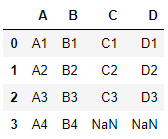 A B C D
0 A1 B1 C1 D1
1 A2 B2 C2 D2
2 A3 B3 C3 D3
3 A4 B4 NaN NaN